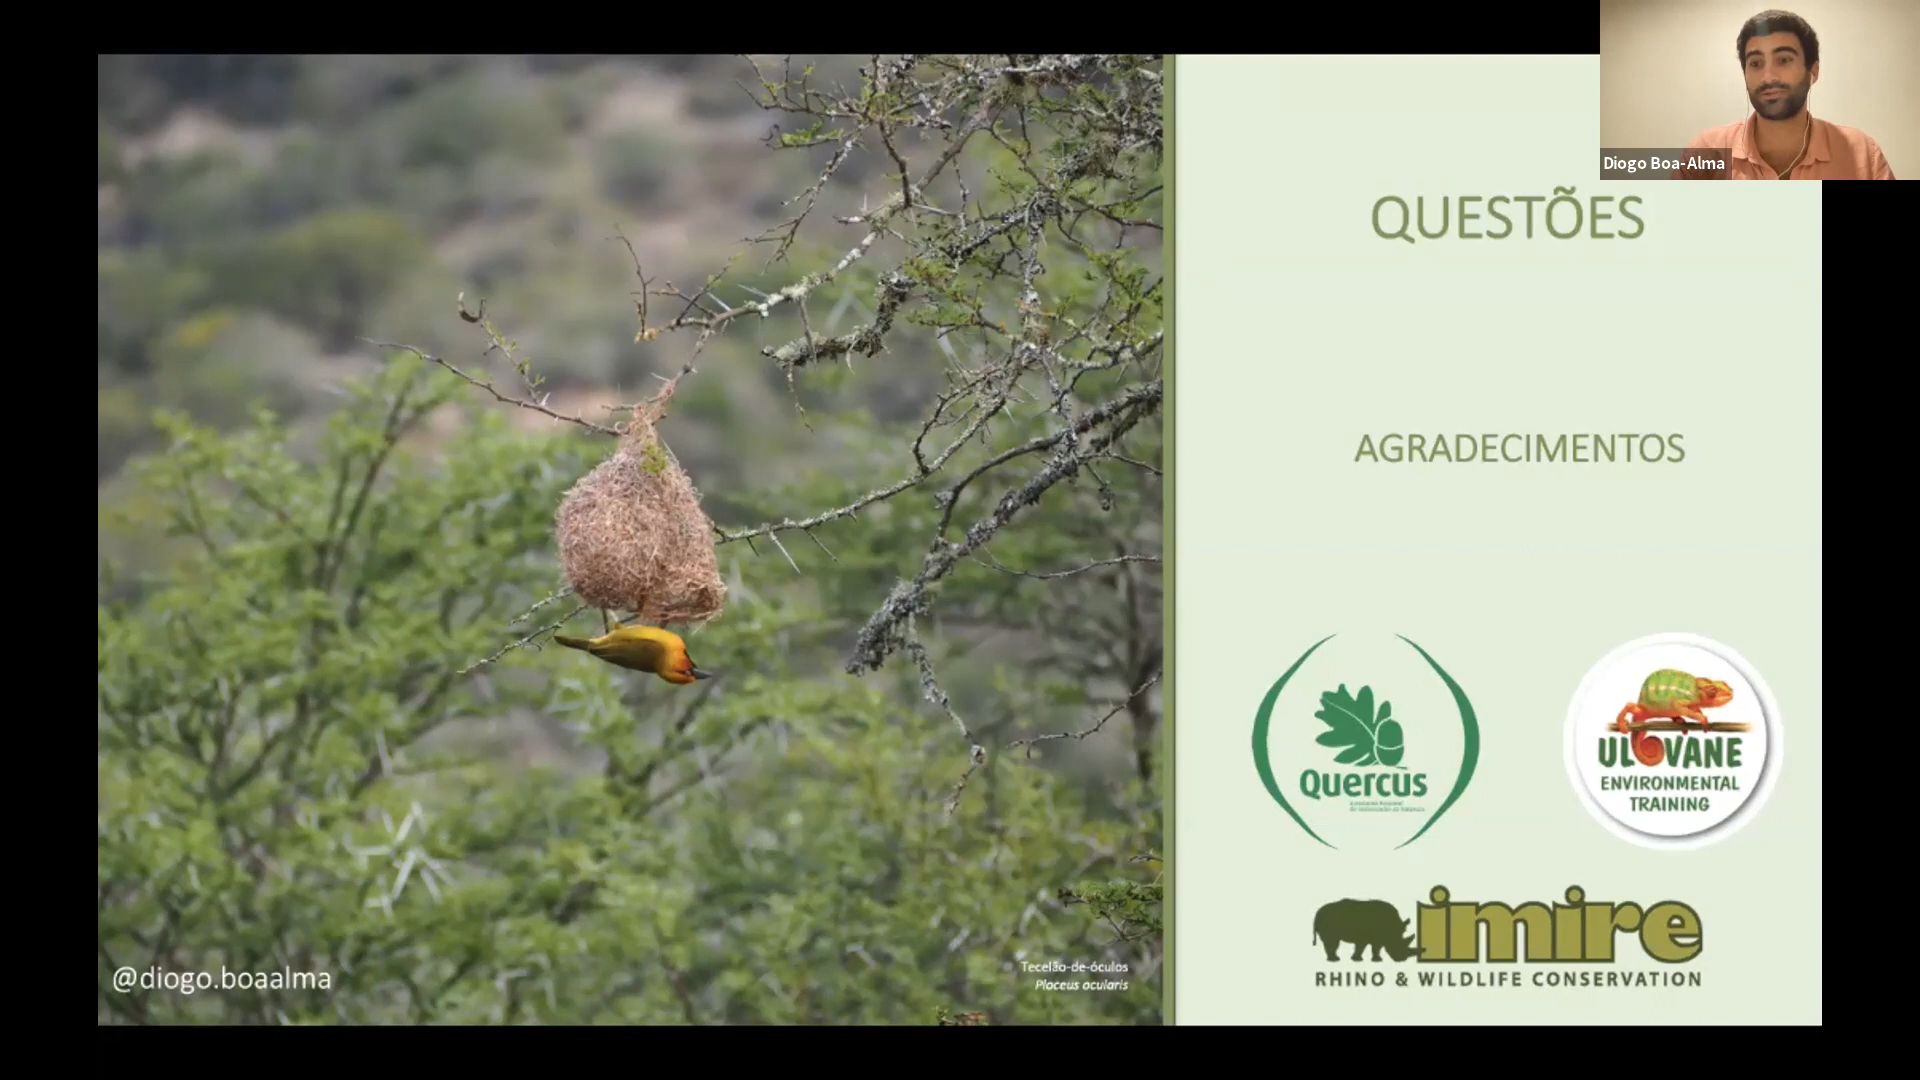 Diogo Boa-Alma
QUESTÕES
AGRADECIMENTOS
Quercus
ULOVANE
ENVIRONMENTAL
TRAINING
imire
RHINO & WILDLIFE CONSERVATION
@diogo.boaalma
Tecelão-de-óculos
Ploceus ocularis